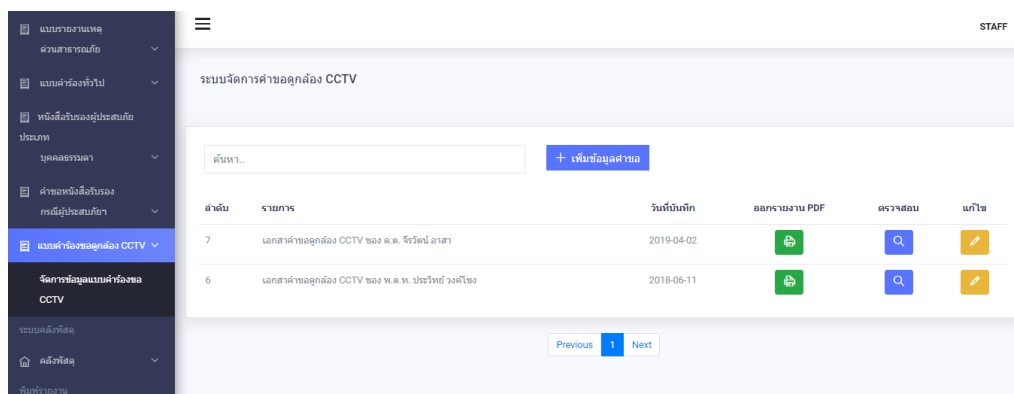 แบบรายงานเหตุ
ด่วนสาธารณภัย
แบบคำร้องทั่วไป
หนังสือรับรองผู้ประสบภัย
ประเภท
บุคคลธรรมดา
คำขอหนังสือรับรอง
กรณีผู้ประสบภัยฯ
แบบคำร้องขอดูกล้อง CCTV
จัดการข้อมูลแบบคำร้องขอ
CCTV
ระบบคลังพัสดุ
คลังพัสดุ
พิมพ์รายงาน
STAFF
ระบบจัดการคำขอดูกล้อง CCTV
ค้นหา..
+ เพิ่มข้อมูลคำขอ
ลำดับ รายการ วันที่บันทึก ออกรายงาน PDF ตรวจสอบ แก้ไข
7 เอกสาคำขอดูกล้อง CCTV ของ ด.ต. จีรวัตน์ อาสา 2019-04-02
6 เอกสาคำขอดูกล้อง CCTV ของ พ.ต.ท. ประวิทย์ วงค์โซง 2018-06-11
Previous 1 Next